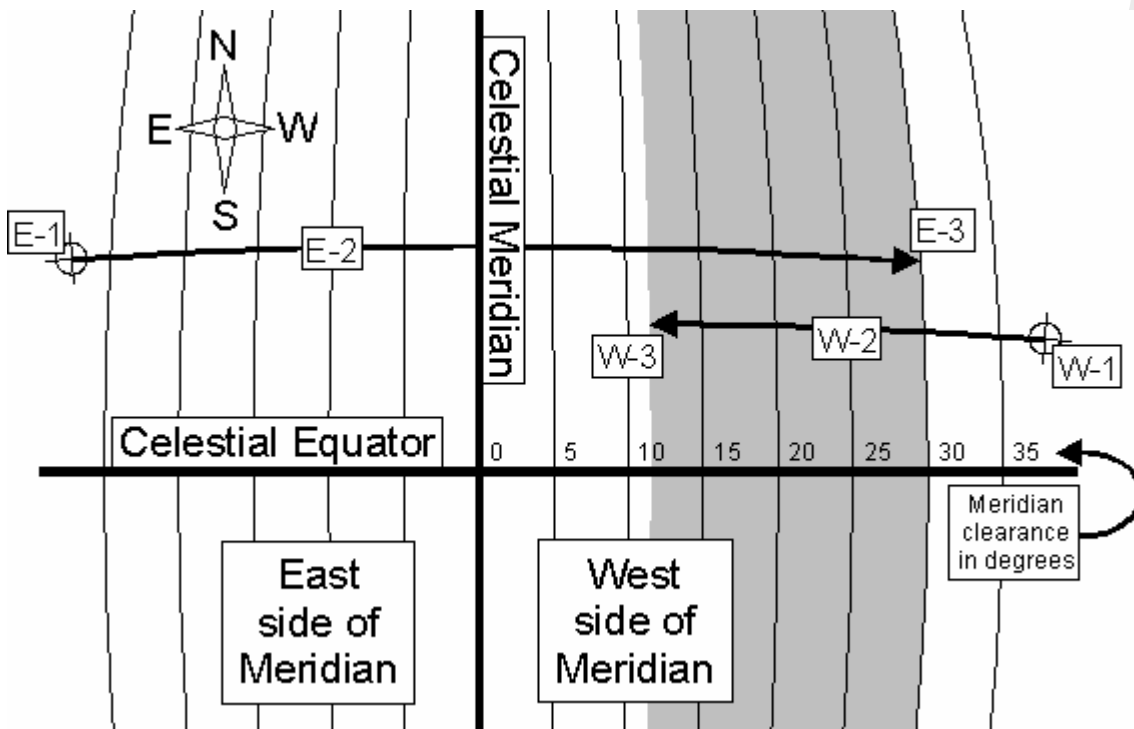 N
E
W
S
Celestial Meridian
E-1
E-2
E-3
W-3
W-2
W-1
Celestial Equator
0 5 10 15 20 25 30 35
Meridian
clearance
in degrees
East
side of
Meridian
West
side of
Meridian